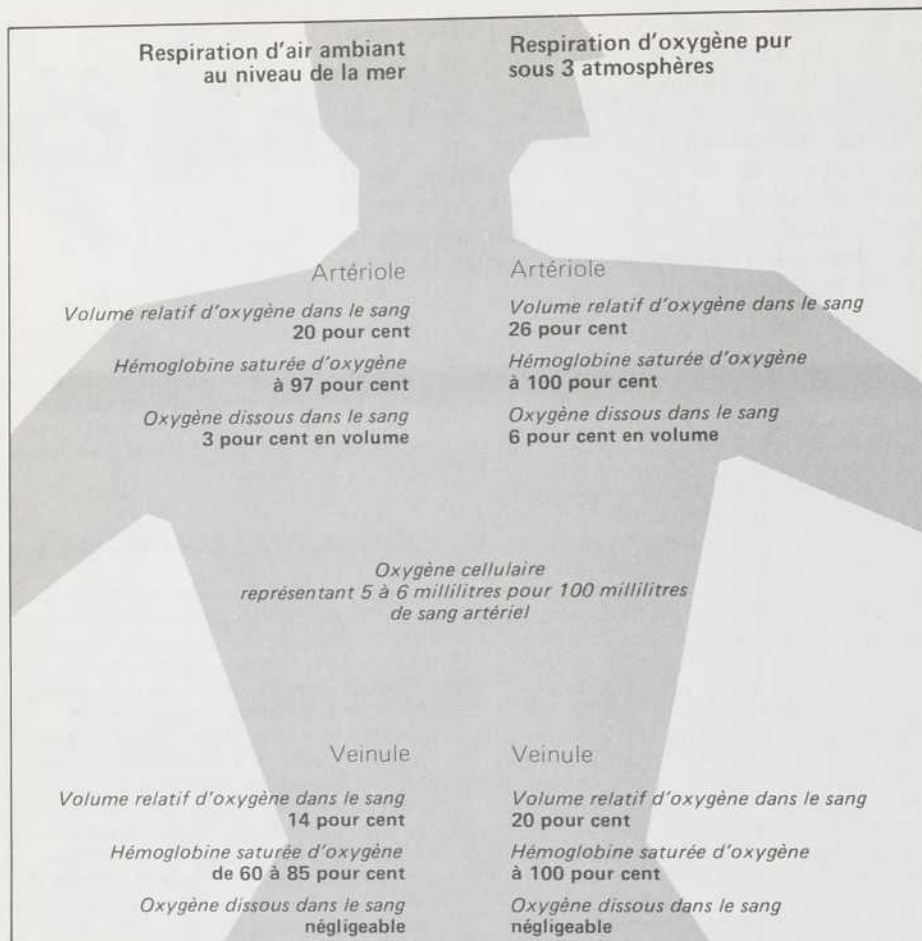 Respiration d'air ambiant
au niveau de la mer
Respiration d'oxygène pur
sous 3 atmosphères
Artériole
Volume relatif d'oxygène dans le sang
20 pour cent
Hémoglobine saturée d'oxygène
à 97 pour cent
Oxygène dissous dans le sang
3 pour cent en volume
Artériole
Volume relatif d'oxygène dans le sang
26 pour cent
Hémoglobine saturée d'oxygène
à 100 pour cent
Oxygène dissous dans le sang
6 pour cent en volume
Oxygène cellulaire
représentant 5 à 6 millilitres pour 100 millilitres
de sang artériel
Veinule
Volume relatif d'oxygène dans le sang
14 pour cent
Hémoglobine saturée d'oxygène
de 60 à 85 pour cent
Oxygène dissous dans le sang
négligeable
Veinule
Volume relatif d'oxygène dans le sang
20 pour cent
Hémoglobine saturée d'oxygène
à 100 pour cent
Oxygène dissous dans le sang
négligeable